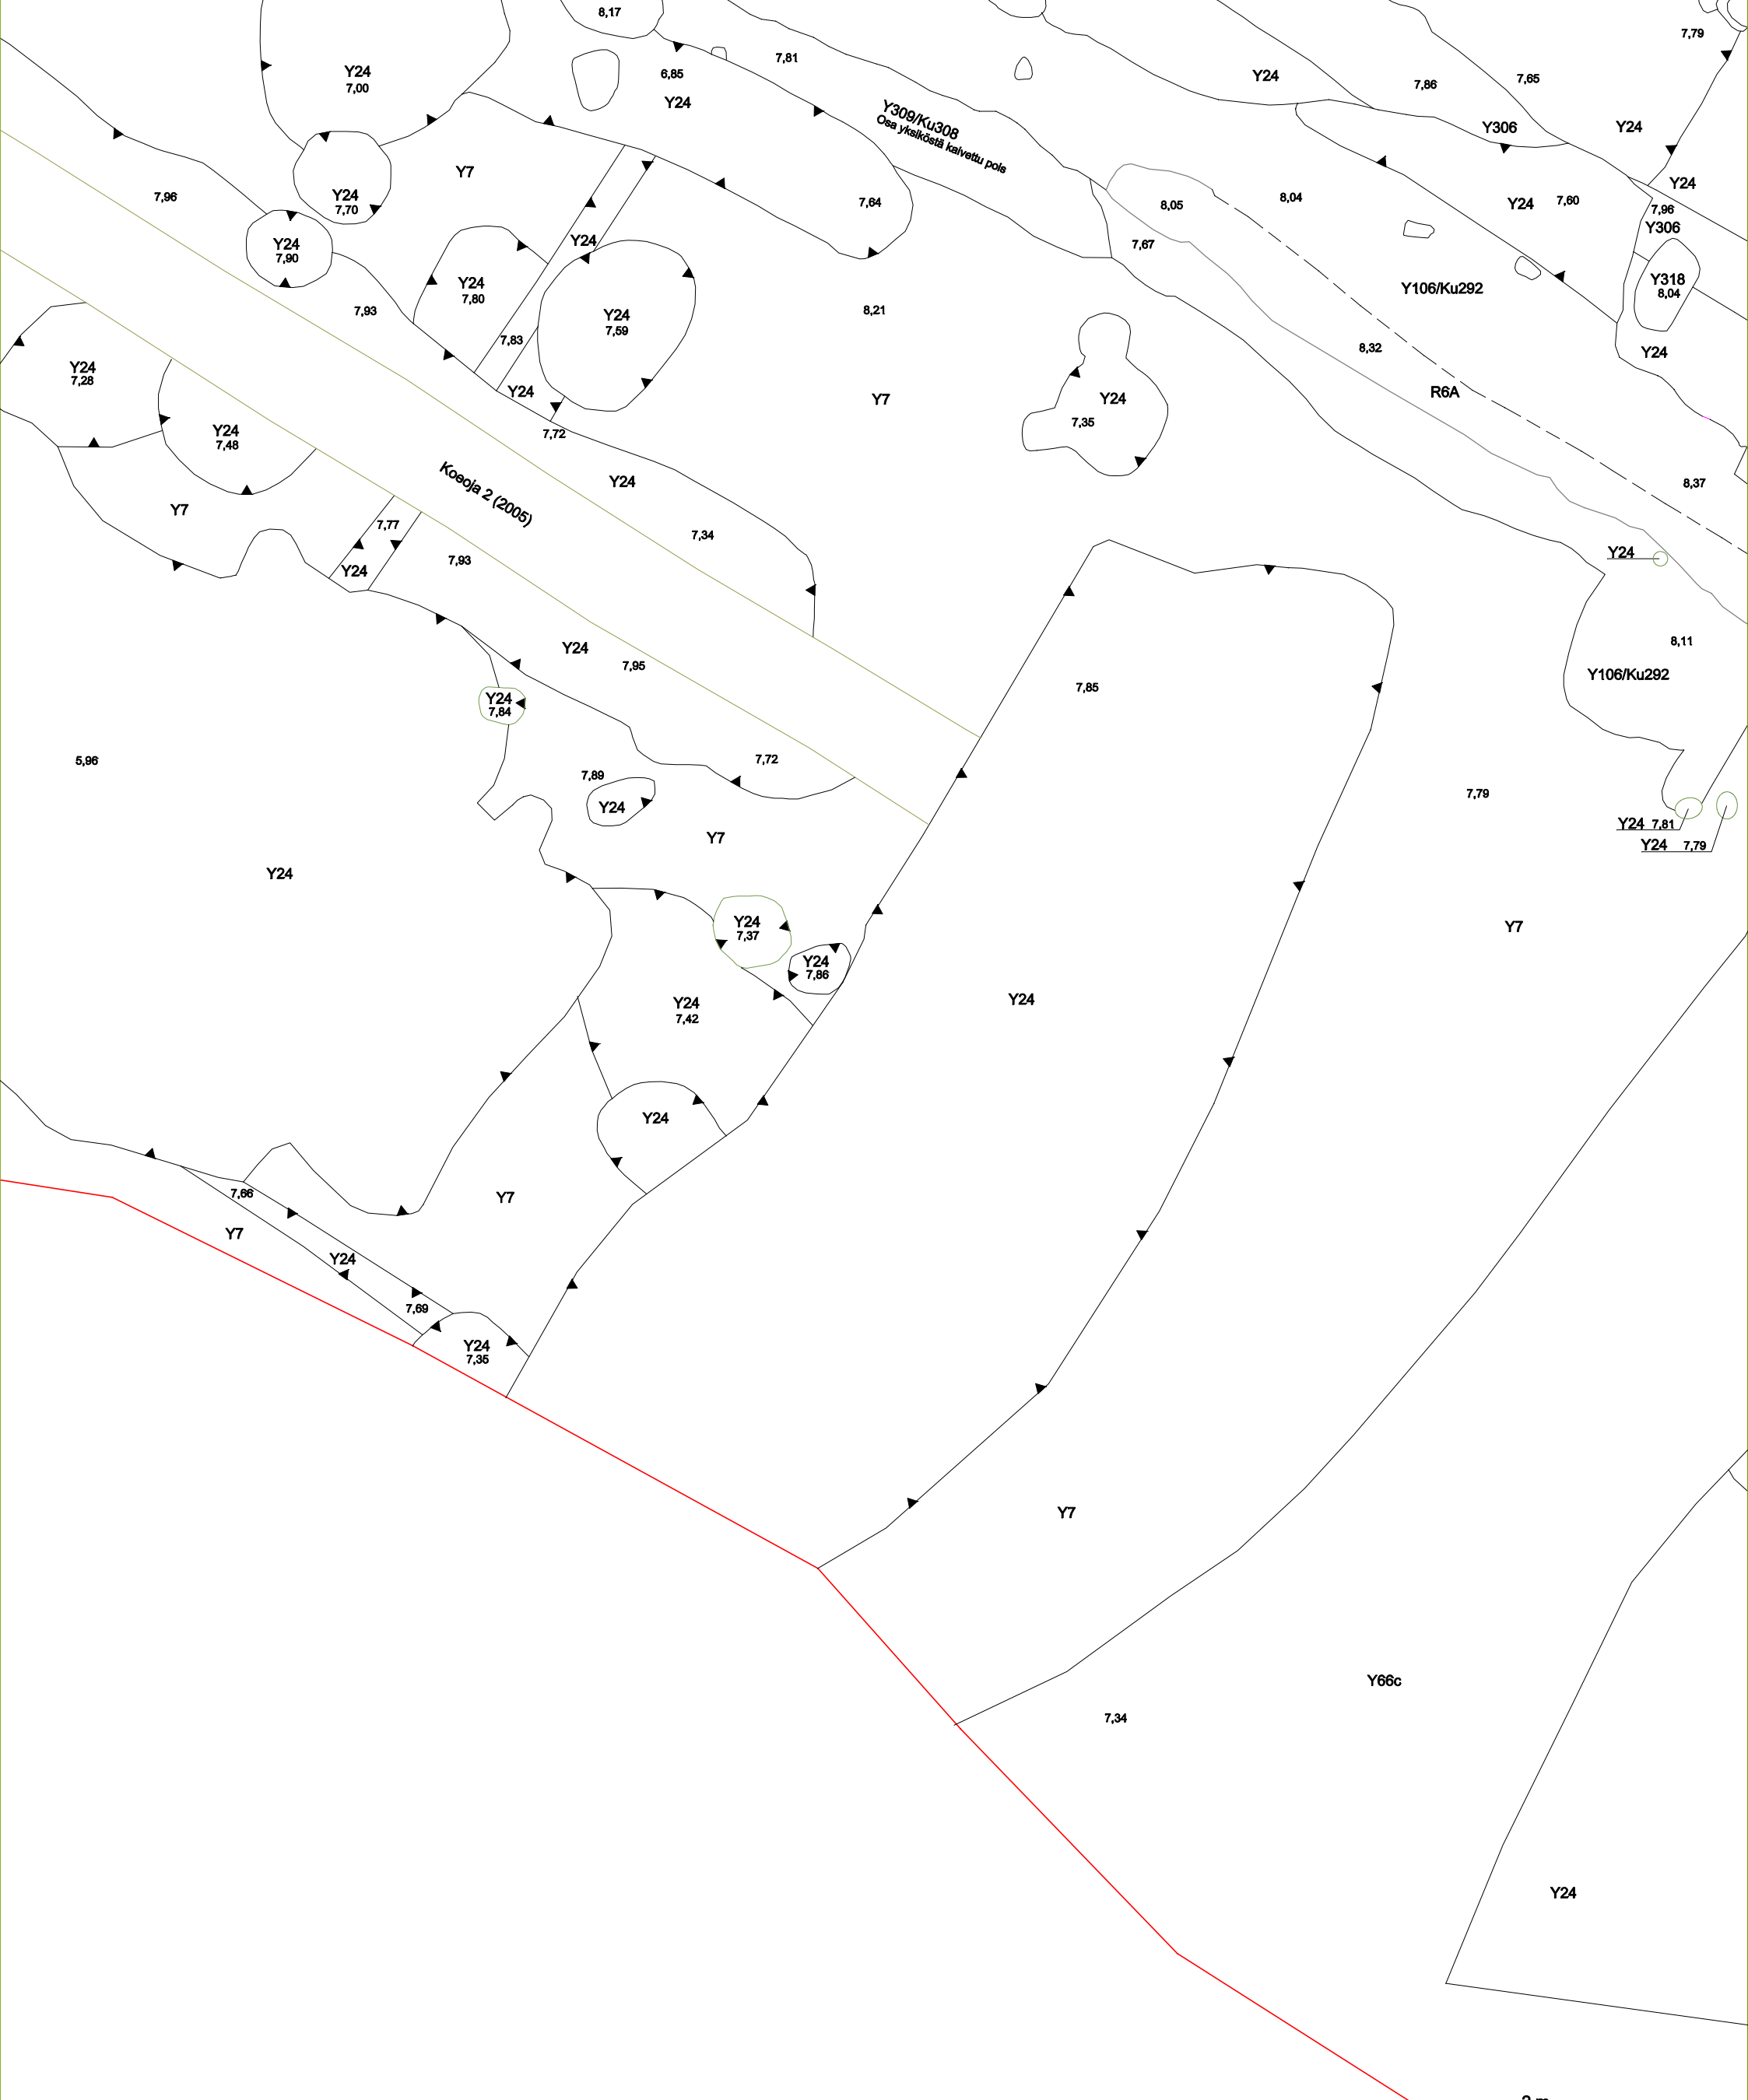 8,17
7,79
7,81
6,85
Y24
7,00
Y24
Y24
7,86
7,65
Y309/Ku308
Osa yksiköstä kaivettu pois
Y306
Y24
Y7
Y24
7,96
Y24
7,70
7,64
8,05
8,04
Y24
7,60
7,96
Y306
Y24
7,90
Y24
7,67
Y24
7,80
Y106/Ku292
Y318
8,04
7,93
Y24
7,59
8,21
7,83
8,32
Y24
Y24
7,28
Y24
Y7
Y24
7,35
R6A
Y24
7,48
7,72
Y24
Koeoja 2 (2005)
8,37
Y7
7,77
7,34
Y24
7,93
Y24
8,11
Y24
7,95
Y106/Ku292
7,85
Y24
7,84
5,96
7,72
7,89
Y24
7,79
Y24 7,81
Y24 7,79
Y7
Y24
Y24
7,37
Y7
Y24
7,86
Y24
7,42
Y24
Y24
7,66
Y7
Y7
Y24
7,69
Y24
7,35
Y7
Y66c
7,34
Y24